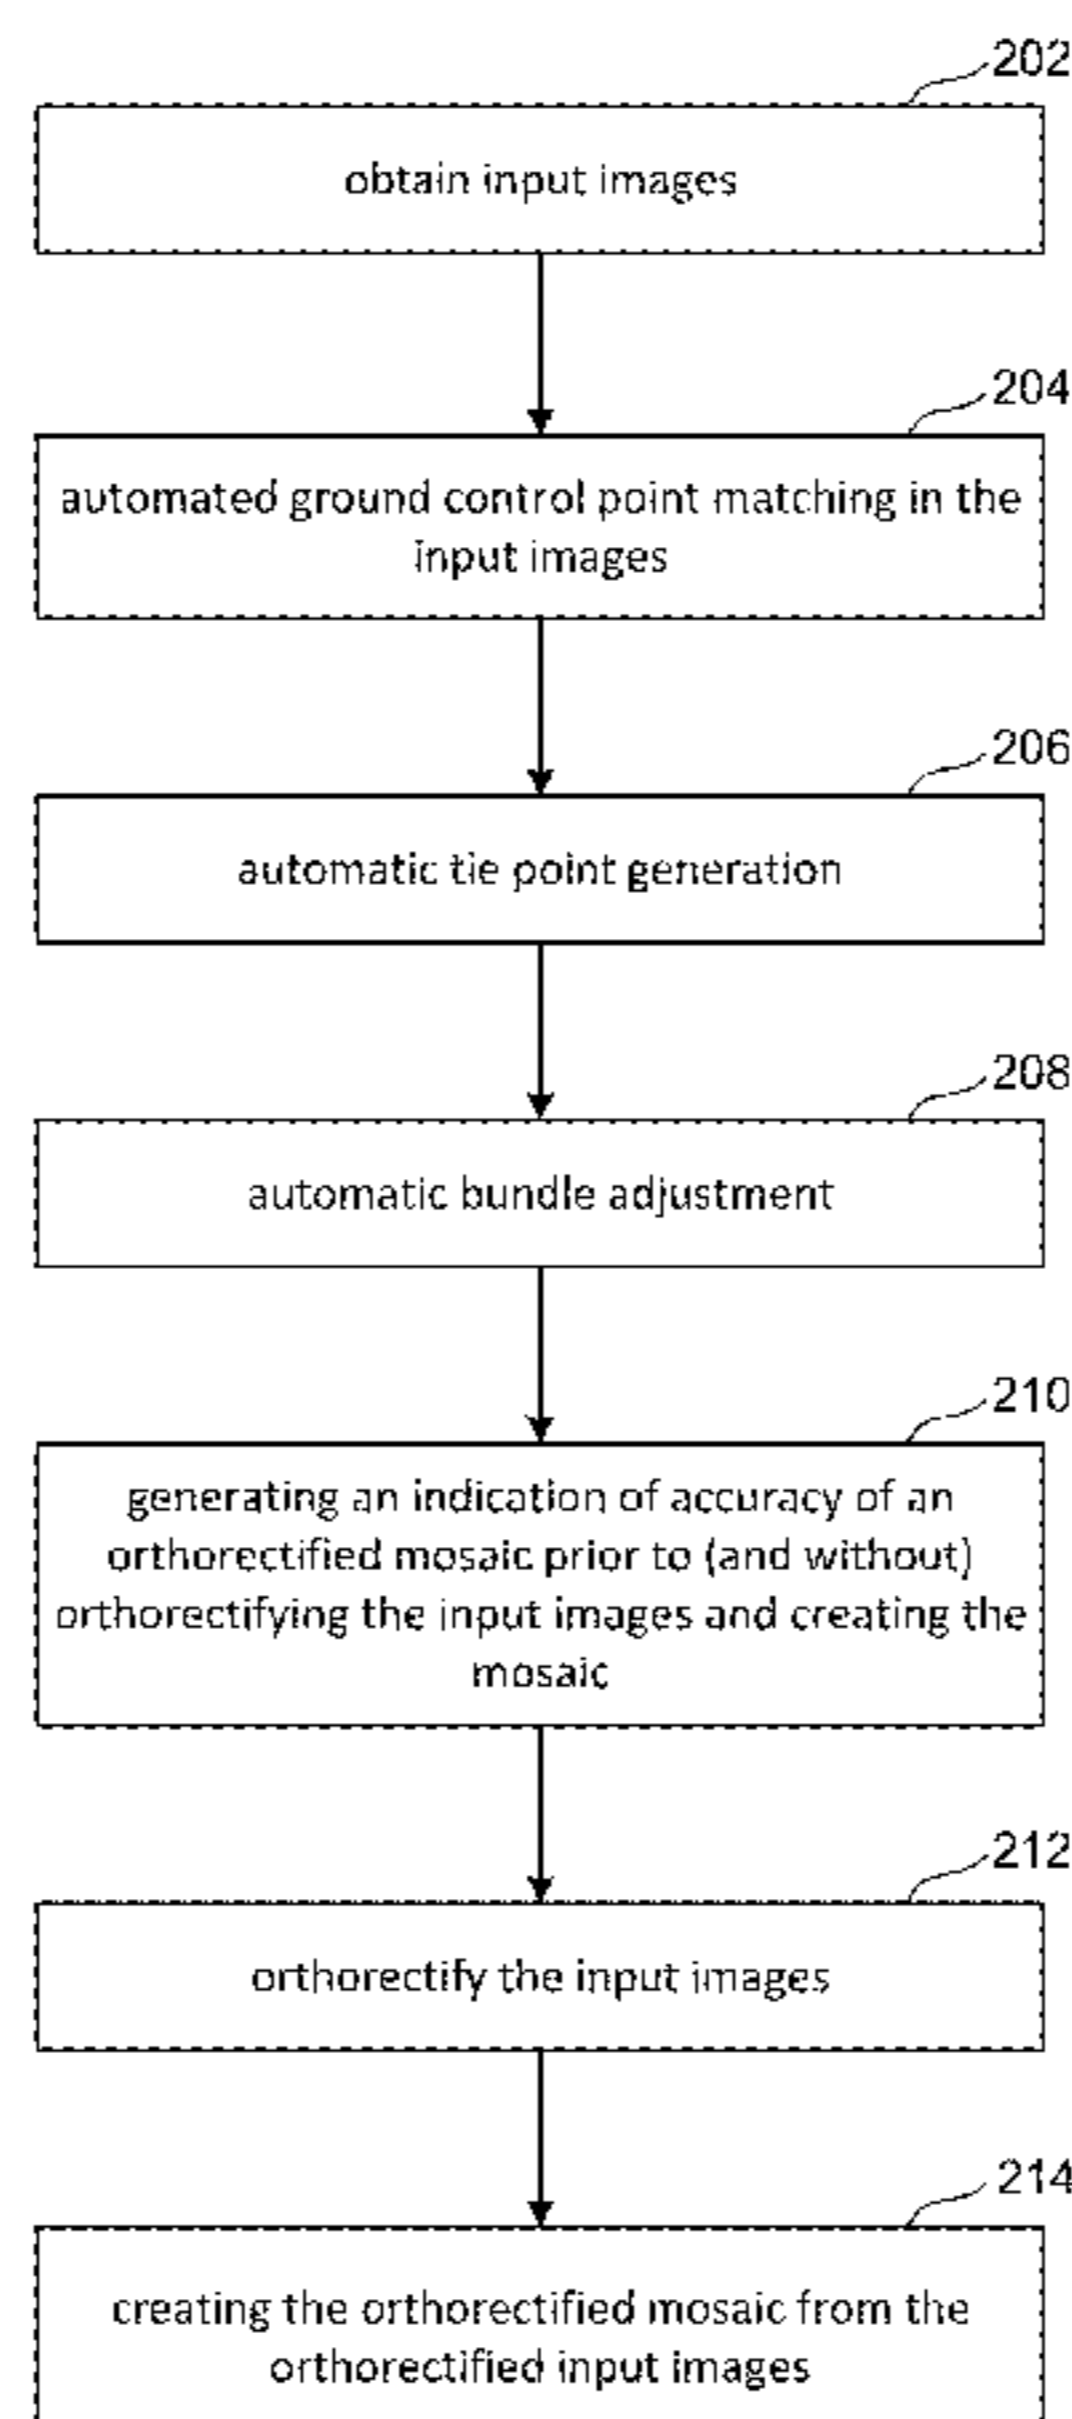 202
obtain input images
204
automated ground control point matching in the
input images
206
automatic tie point generation
208
automatic bundle adjustment
210
generating an indication of accuracy of an
orthorectified mosaic prior to (and without)
orthorectifying the input images and creating the
mosaic
212
orthorectify the input images
214
creating the orthorectified mosaic from the
orthorectified input images